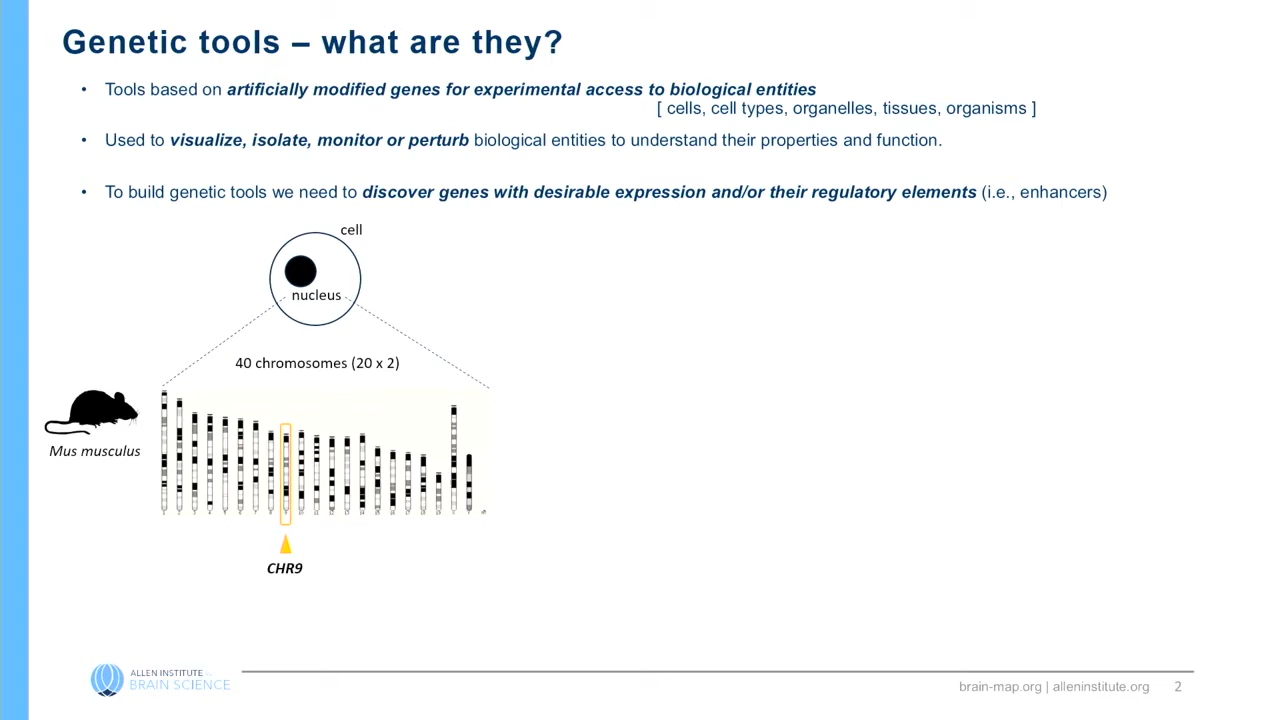 Genetic tools – what are they?
• Tools based on artificially modified genes for experimental access to biological entities
[ cells, cell types, organelles, tissues, organisms ]
• Used to visualize, isolate, monitor or perturb biological entities to understand their properties and function.
• To build genetic tools we need to discover genes with desirable expression and/or their regulatory elements (i.e., enhancers)
cell
nucleus
40 chromosomes (20 x 2)
Mus musculus
CHR9
ALLEN INSTITUTE
BRAIN SCIENCE
brain-map.org | alleninstitute.org 2